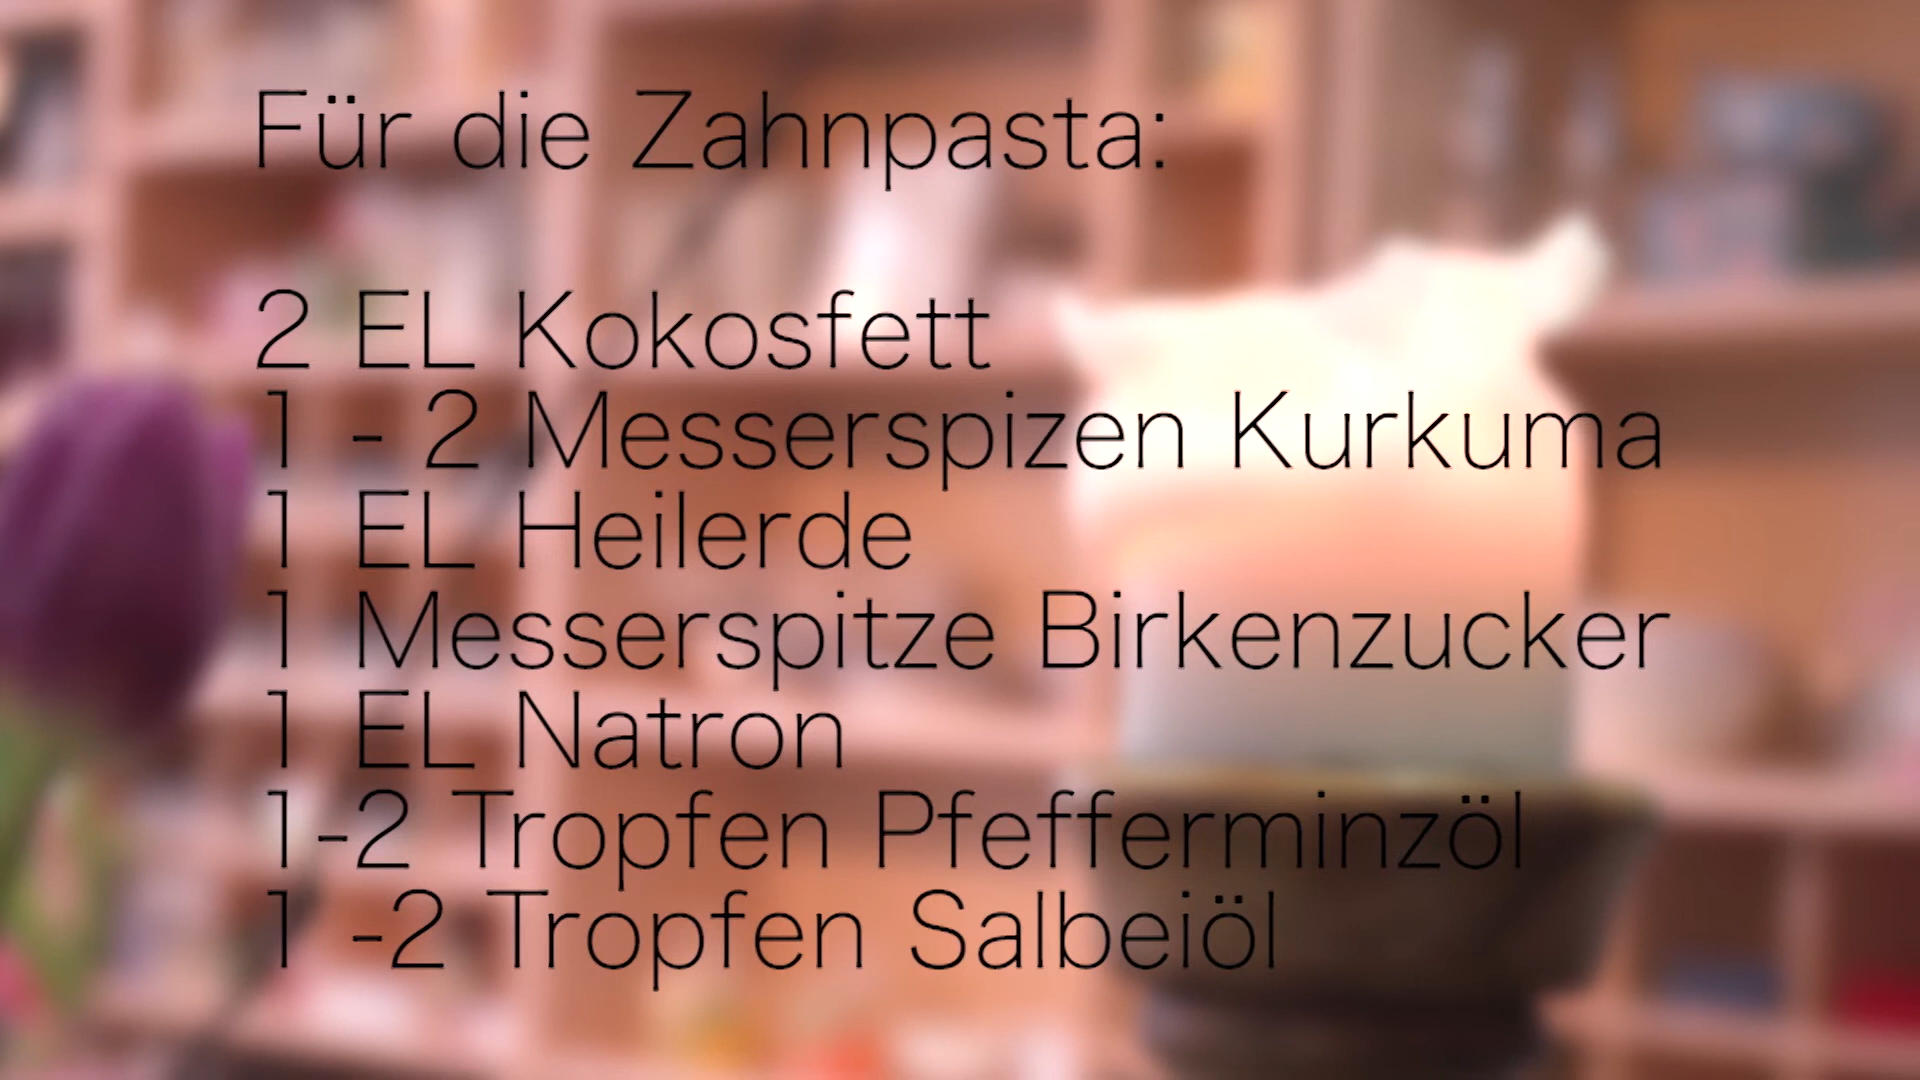 Für die Zahnpasta:
2 EL Kokosfett
1 - 2 Messerspizen Kurkuma
1 EL Heilerde
1 Messerspitze Birkenzucker
1 EL Natron
1-2 Tropfen Pfefferminzöl
1 -2 Tropfen Salbeiöl